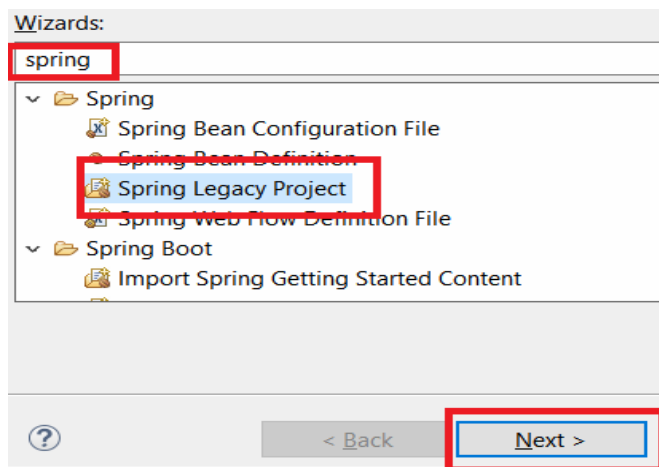 Wizards:
spring
Spring
Spring Bean Configuration File
Spring Bean Definition
Spring Legacy Project
Spring Web Flow Definition File
Spring Boot
Import Spring Getting Started Content
< Back
Next >